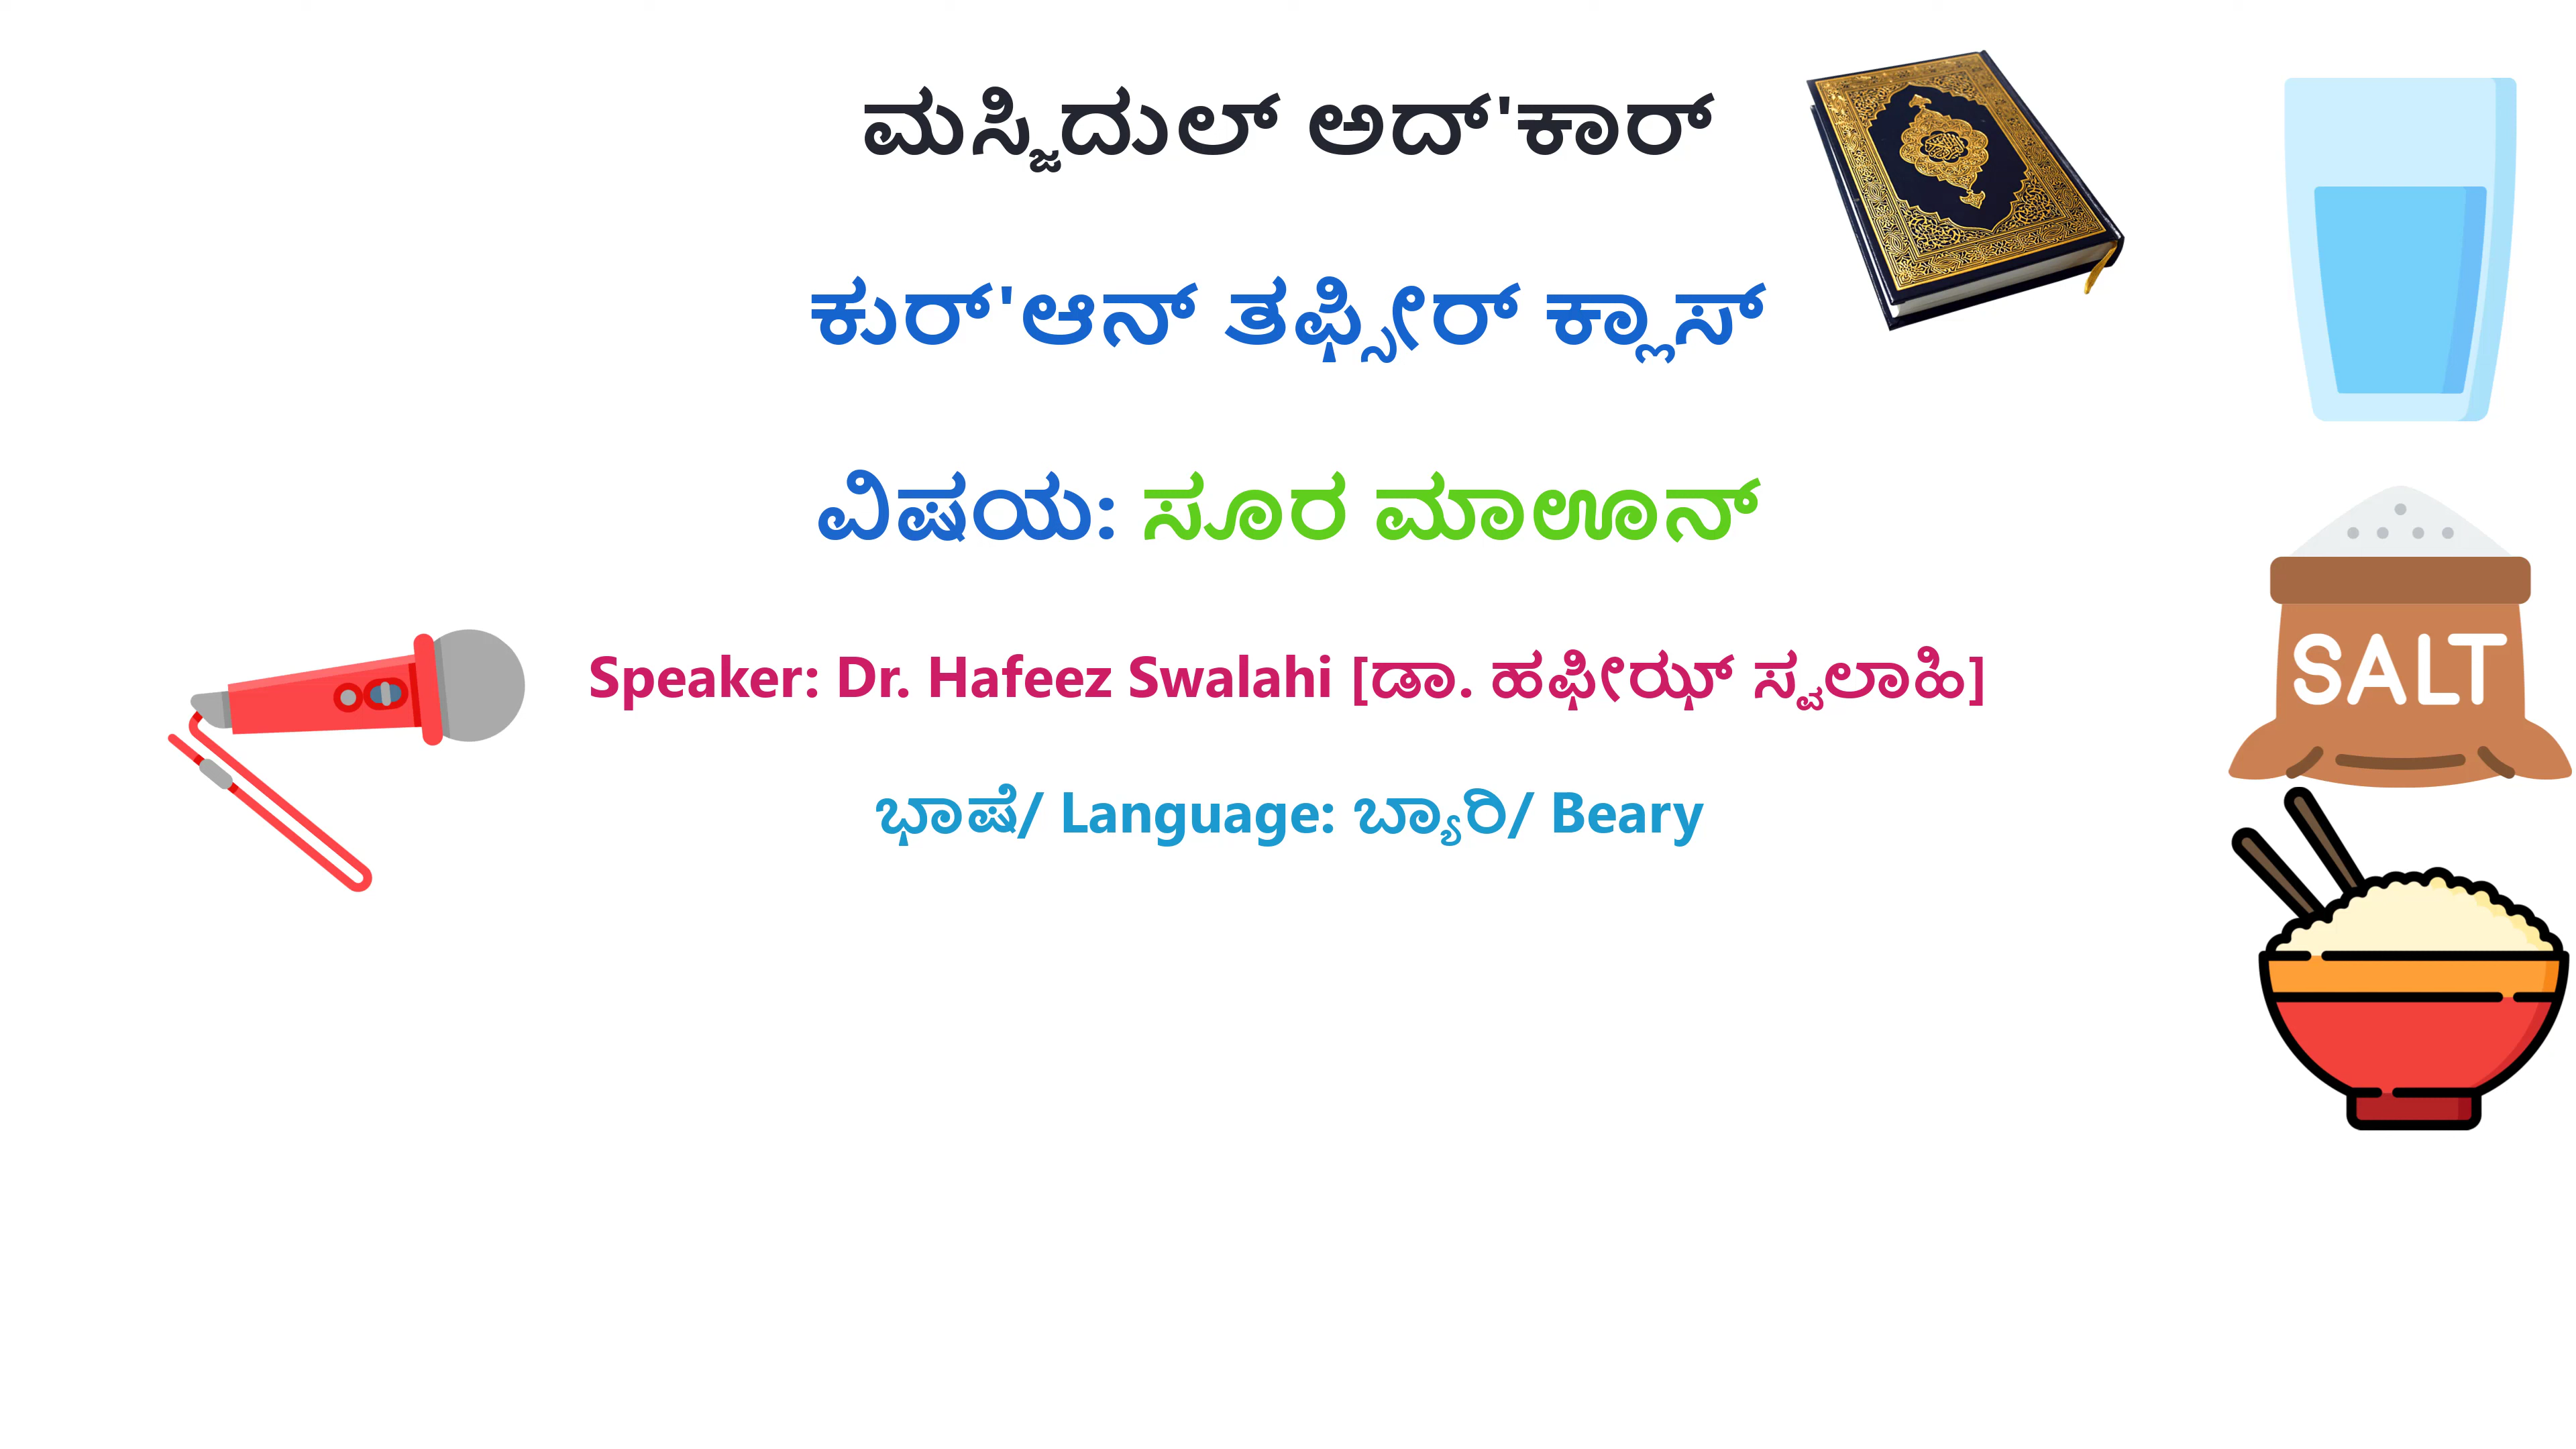 ಮಸ್ಜಿದುಲ್ ಅದ್'ಕಾರ್
ಕುರ್'ಆನ್ ತಫ್ಸೀರ್ ಕ್ಲಾಸ್
ವಿಷಯ: ಸೂರ ಮಾಊನ್
Speaker: Dr. Hafeez Swalahi [ಡಾ. ಹಫೀಝ್ ಸ್ವಲಾಹಿ]
SALT
ಭಾಷೆ/ Language: ಬ್ಯಾರಿ/ Beary